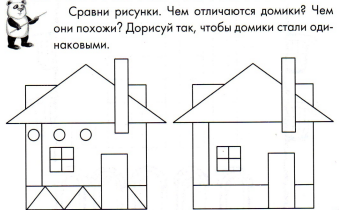 Сравни рисунки. Чем отличаются домики? Чем
они похожи? Дорисуй так, чтобы домики стали оди-
наковыми.